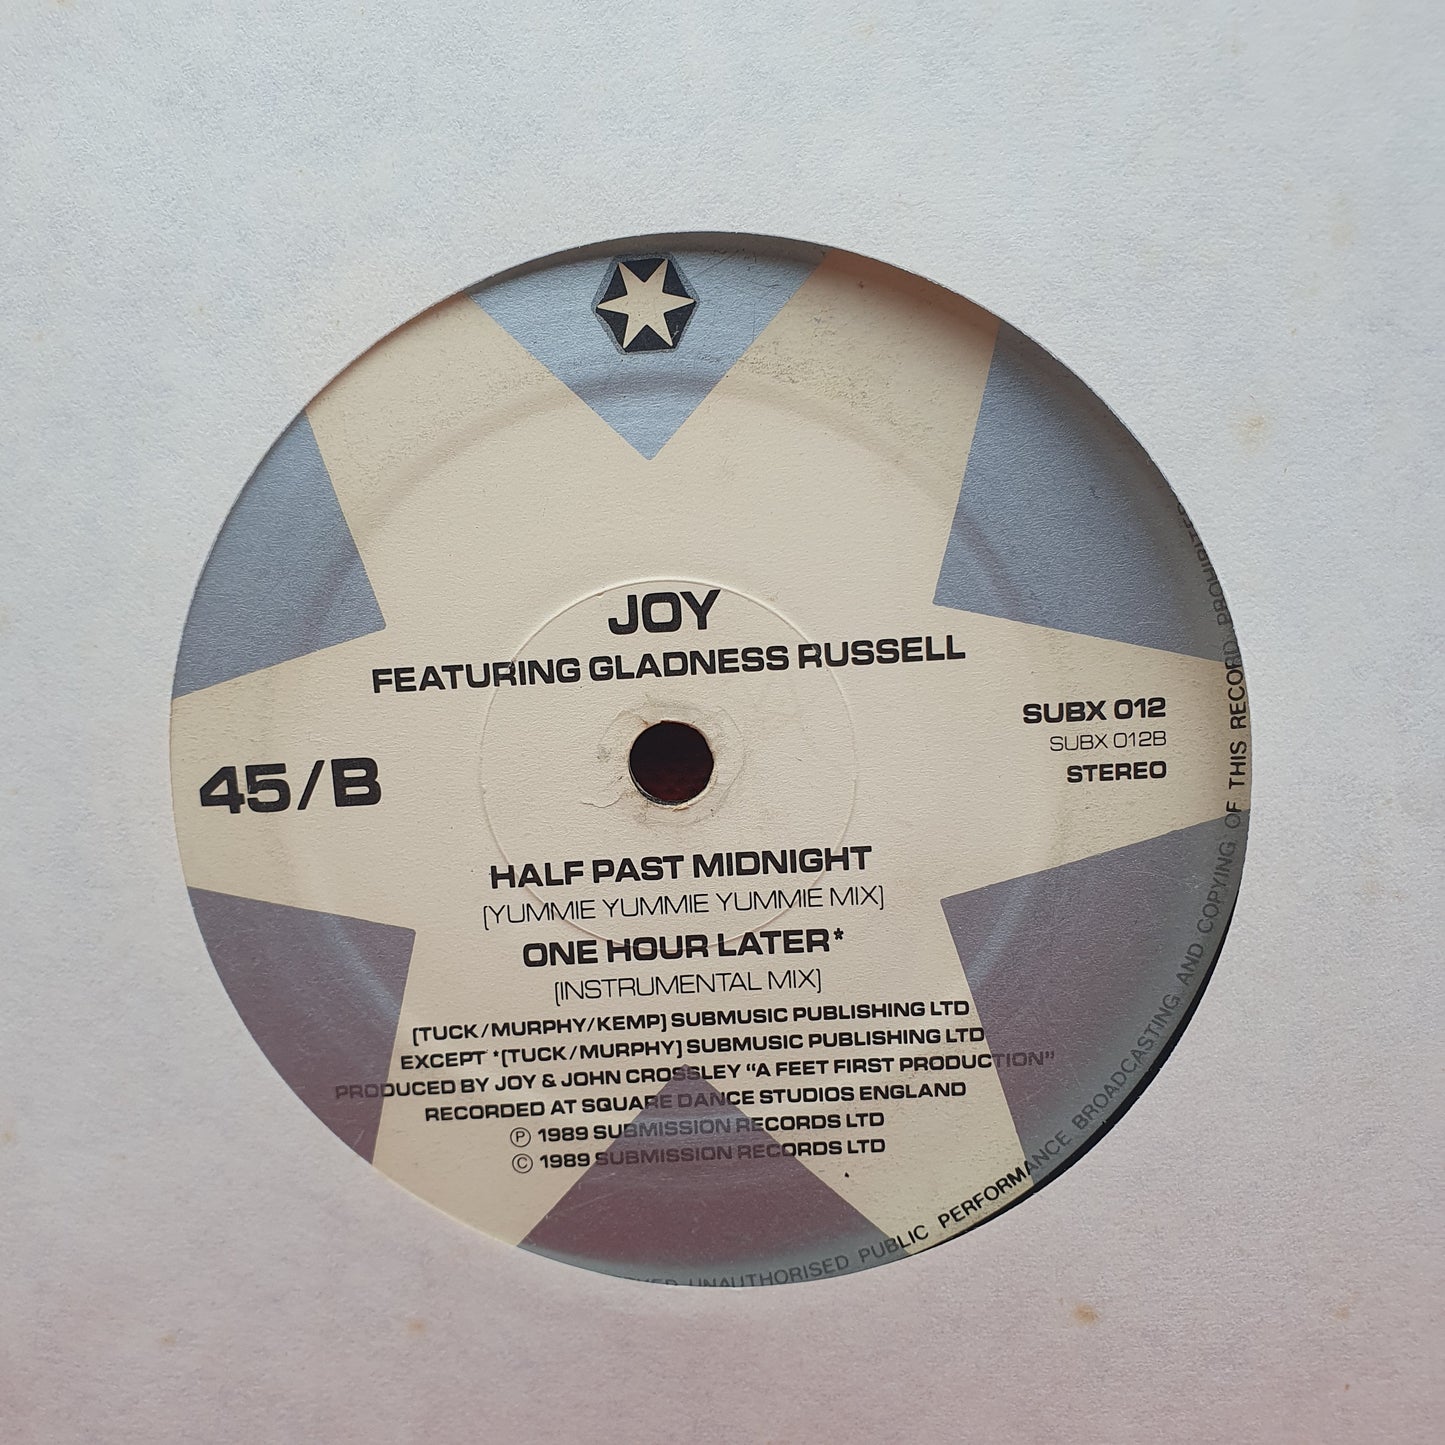 JOY
FEATURING GLADNESS RUSSELL
SUBX 012
SUBX 012B
STEREO
45/B
HALF PAST MIDNIGHT
[YUMMIE YUMMIE YUMMIE MIX]
ONE HOUR LATER*
[INSTRUMENTAL MIX]
[TUCK/MURPHY/KEMP] SUBMUSIC PUBLISHING LTD
EXCEPT *[TUCK/MURPHY] SUBMUSIC PUBLISHING LTD
PRODUCED BY JOY & JOHN CROSSLEY "A FEET FIRST PRODUCTION"
RECORDED AT SQUARE DANCE STUDIOS ENGLAND
Ⓟ 1989 SUBMISSION RECORDS LTD
© 1989 SUBMISSION RECORDS LTD
UNAUTHORISED PUBLIC PERFORMANCE BROADCASTING AND COPYING OF THIS RECORD PROHIBITED